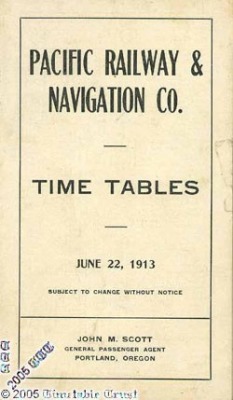 PACIFIC RAILWAY &
NAVIGATION CO.
TIME TABLES
JUNE 22, 1913
SUBJECT TO CHANGE WITHOUT NOTICE
JOHN M. SCOTT
GENERAL PASSENGER AGENT
PORTLAND, OREGON
2005
© 2005 Timetable Trust